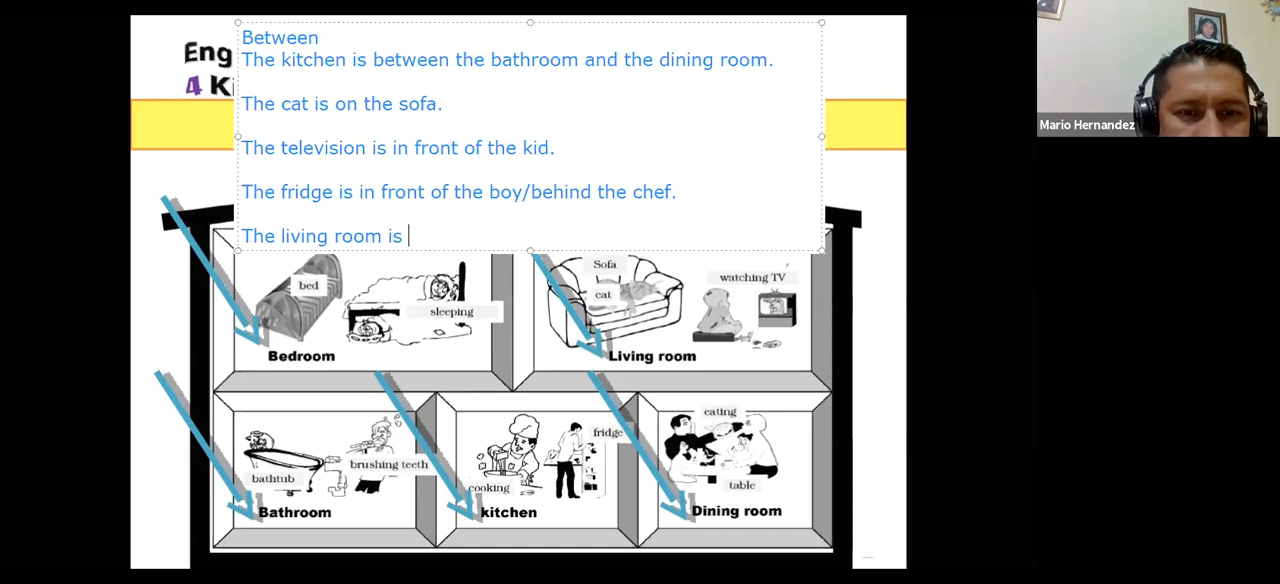 Eng
4 K
Between
The kitchen is between the bathroom and the dining room.
The cat is on the sofa.
The television is in front of the kid.
The fridge is in front of the boy/behind the chef.
The living room is
Mario Hernandez
bed
sleeping
Bedroom
Sofa
cat
watching TV
Living room
bathtub
brushing teeth
Bathroom
cooking
fridge
kitchen
eating
table
Dining room